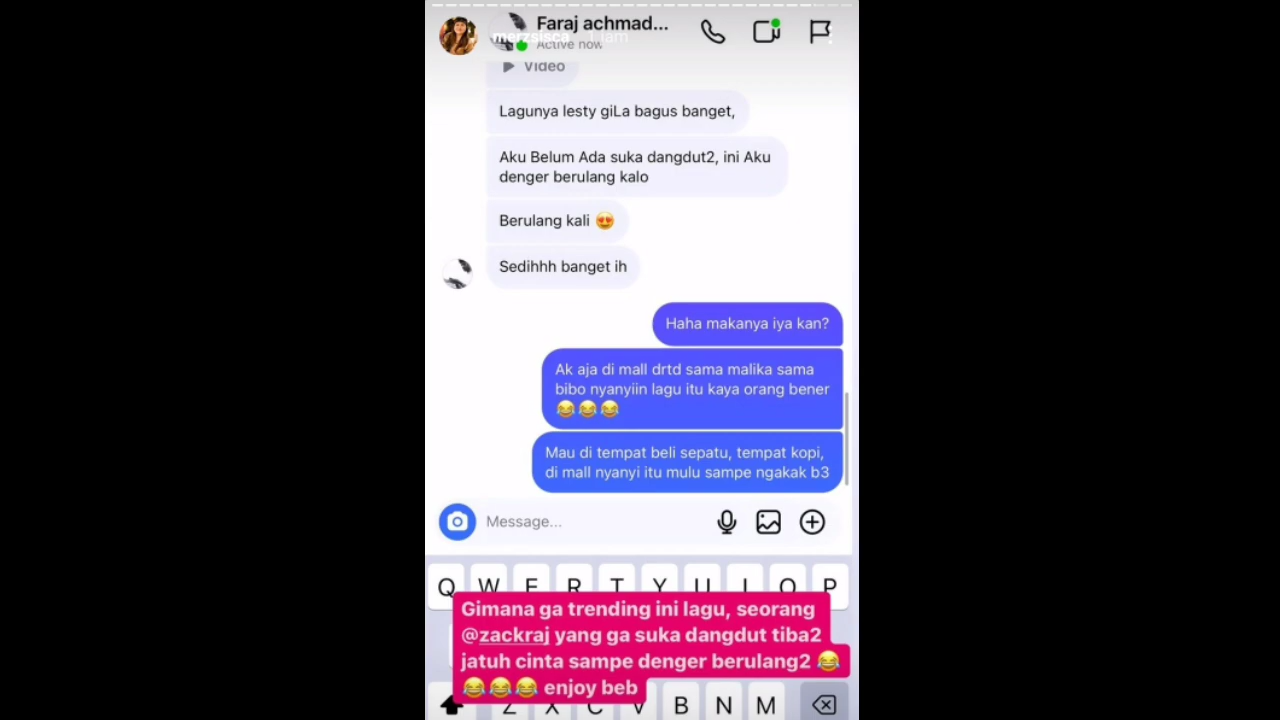 Faraj achmad...
merzsisca 1 jam
Active now
Video
Lagunya lesty giLa bagus banget,
Aku Belum Ada suka dangdut2, ini Aku
denger berulang kalo
Berulang kali 😍
Sedihhh banget ih
Haha makanya iya kan?
Ak aja di mall drtd sama malika sama
bibo nyanyiin lagu itu kaya orang bener
😂😂😂
Mau di tempat beli sepatu, tempat kopi,
di mall nyanyi itu mulu sampe ngakak b3
Message...
Q W E R T Y U I O P
Gimana ga trending ini lagu, seorang
@zackraj yang ga suka dangdut tiba2
jatuh cinta sampe denger berulang2 😂
😂😂😂 enjoy beb
Z X C V B N M